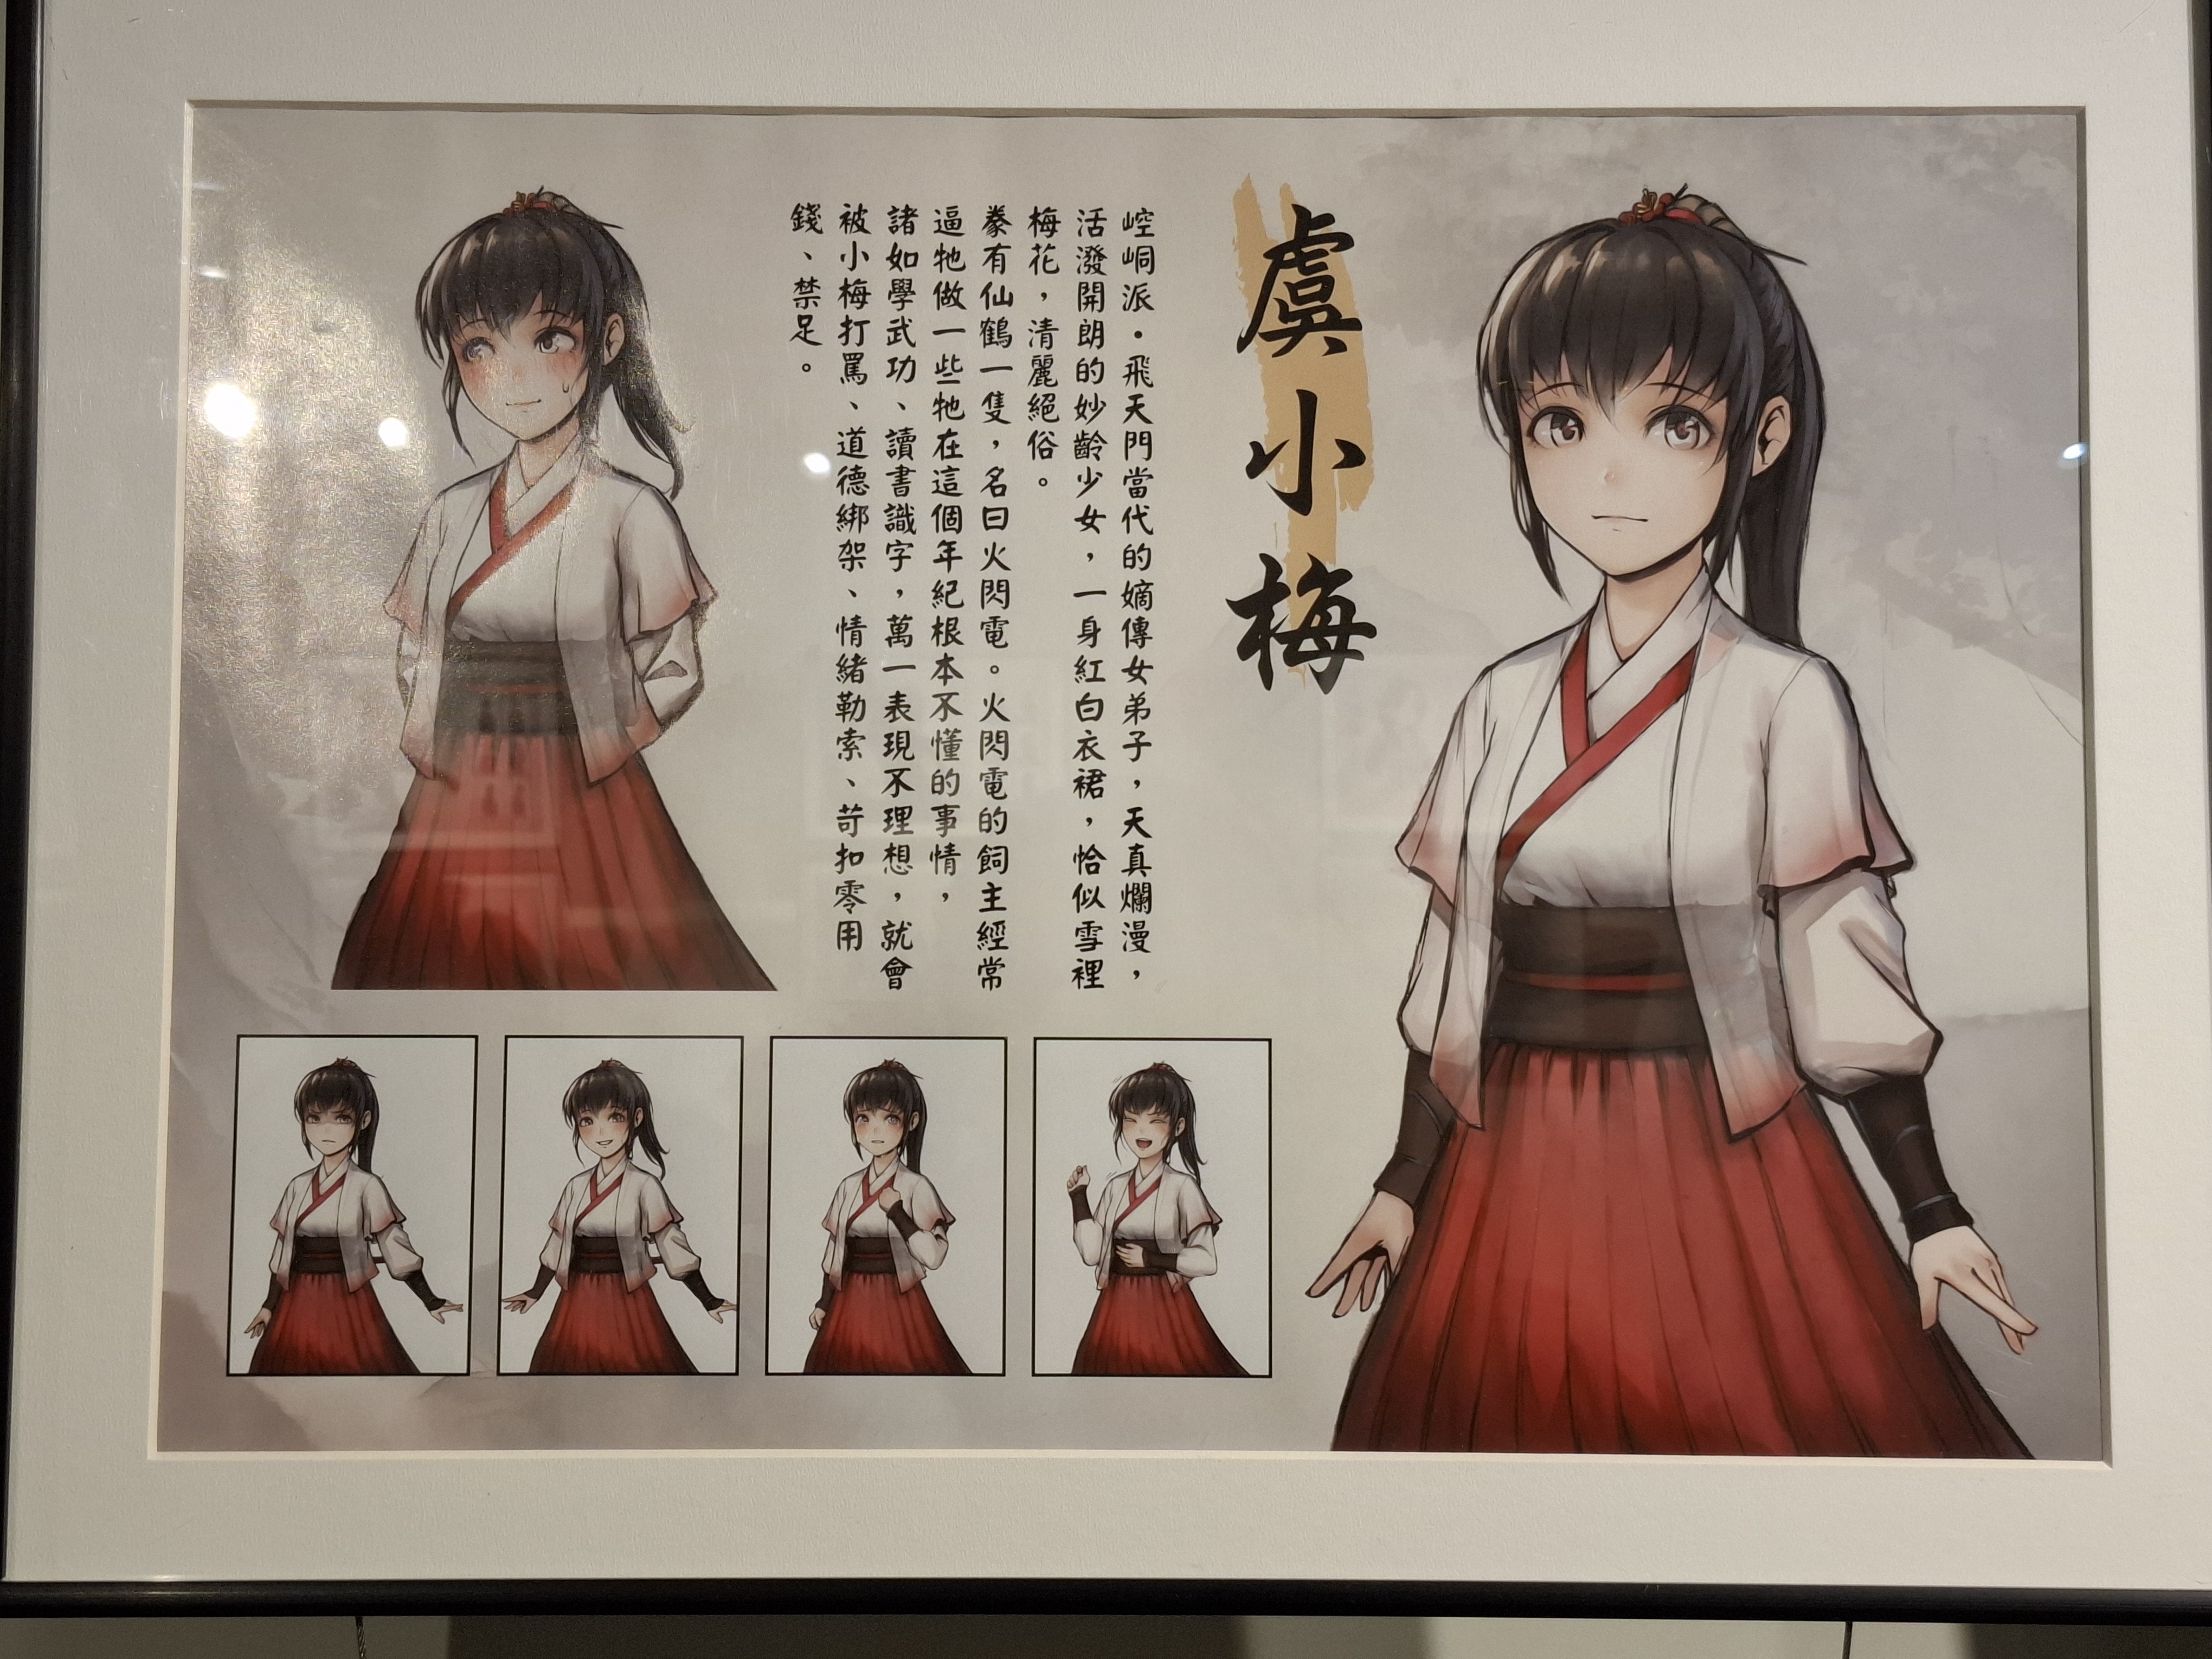 虞小梅
崆峒派・飛天門當代的嫡傳女弟子，天真爛漫，
活潑開朗的妙齡少女，一身紅白衣裙，恰似雪裡
梅花，清麗絕俗。
豢有仙鶴一隻，名曰火閃電。火閃電的飼主經常
逼牠做一些牠在這個年紀根本不懂的事情，
諸如學武功、讀書識字，萬一表現不理想，就會
被小梅打罵、道德綁架、情緒勒索、苛扣零用
錢、禁足。